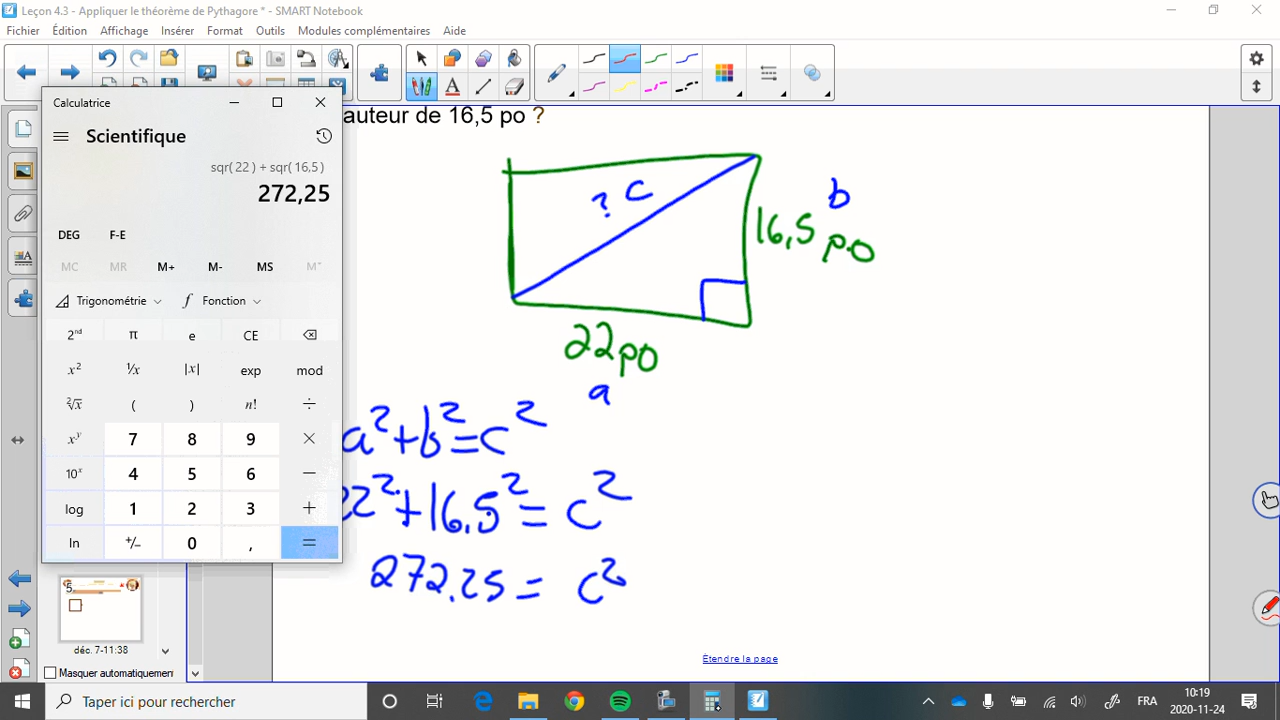 Leçon 4.3 - Appliquer le théorème de Pythagore * - SMART Notebook
Fichier Édition Affichage Insérer Format Outils Modules complémentaires Aide
auteur de 16,5 po ?
Calculatrice
Scientifique
sqr( 22 ) + sqr( 16,5 )
272,25
DEG F-E
MC MR M+ M- MS M˅
Trigonométrie f Fonction
2nd π e CE
x² ¹/x |x| exp mod
²√x ( ) n! ÷
xʸ 7 8 9 ×
10ˣ 4 5 6 −
log 1 2 3 +
ln +/− 0 , =
? c
b
16,5 po
22 po
a
a²+b²=c²
22²+16.5² = c²
272.25 = c²
5.
déc. 7-11:38
Masquer automatiquement
Étendre la page
Taper ici pour rechercher
FRA
10:19
2020-11-24